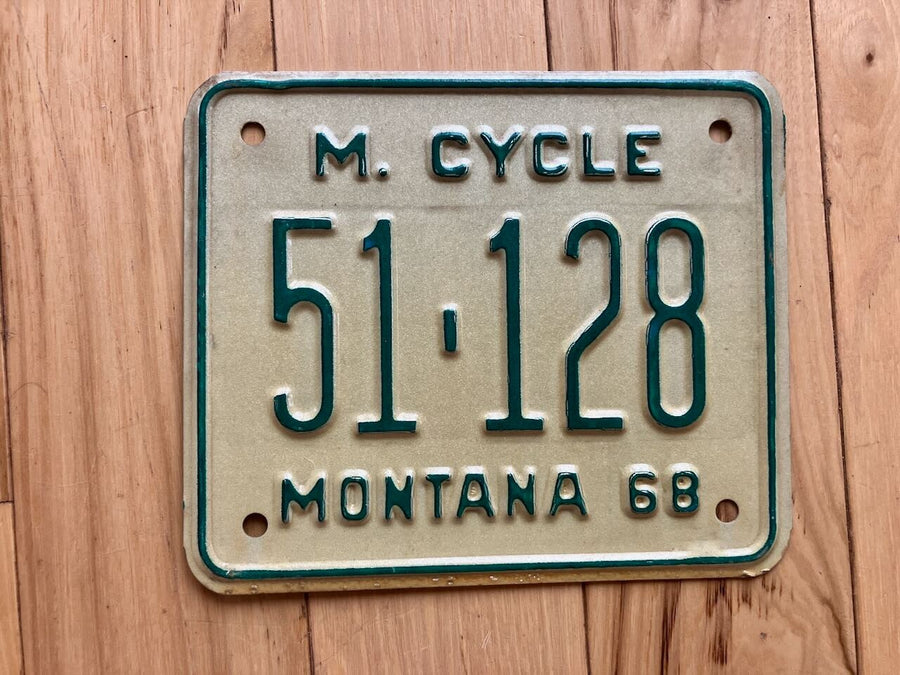 M. CYCLE
51-128
MONTANA 68